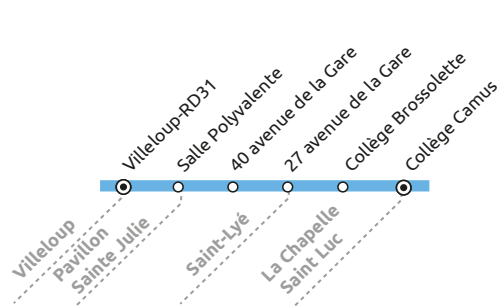 Villeloup-RD31
Salle Polyvalente
40 avenue de la Gare
27 avenue de la Gare
Collège Brossolette
Collège Camus
Villeloup
Pavillon
Sainte Julie
Saint-Lyé
La Chapelle
Saint Luc